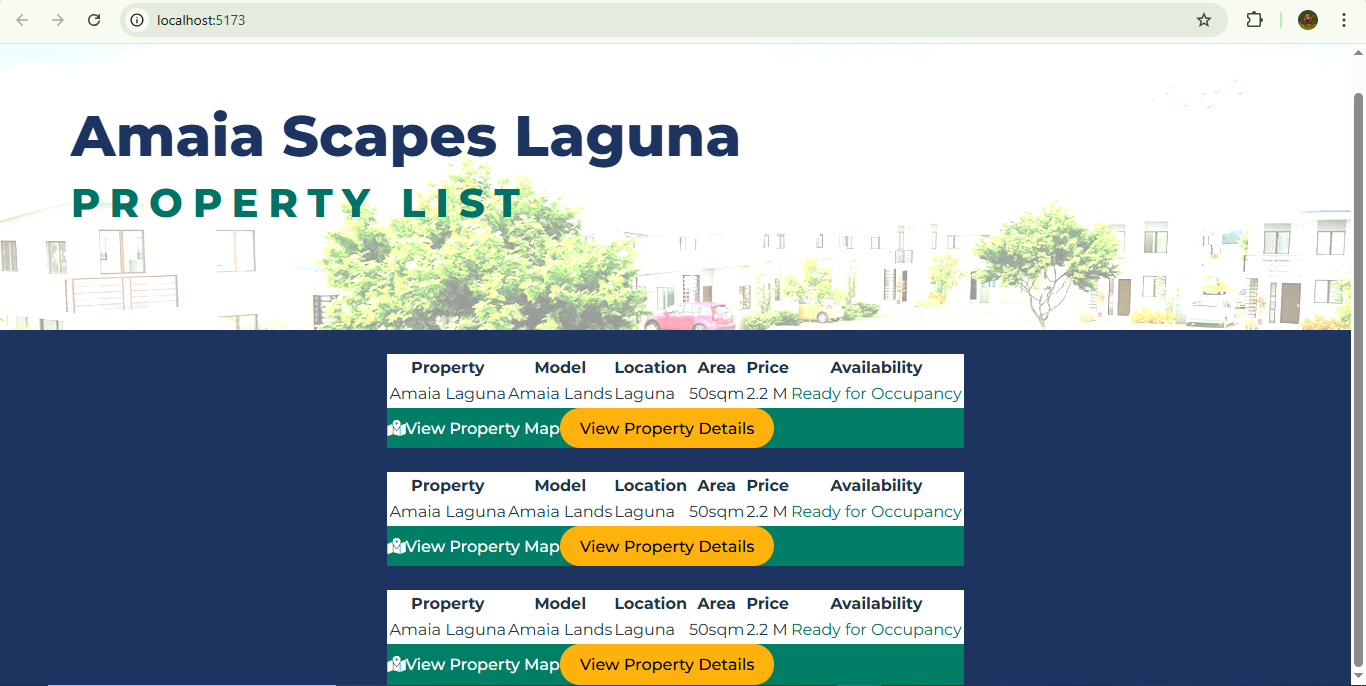 localhost:5173
Amaia Scapes Laguna
PROPERTY LIST
Property Model Location Area Price Availability
Amaia Laguna Amaia Lands Laguna 50sqm 2.2 M Ready for Occupancy
View Property Map View Property Details
Property Model Location Area Price Availability
Amaia Laguna Amaia Lands Laguna 50sqm 2.2 M Ready for Occupancy
View Property Map View Property Details
Property Model Location Area Price Availability
Amaia Laguna Amaia Lands Laguna 50sqm 2.2 M Ready for Occupancy
View Property Map View Property Details